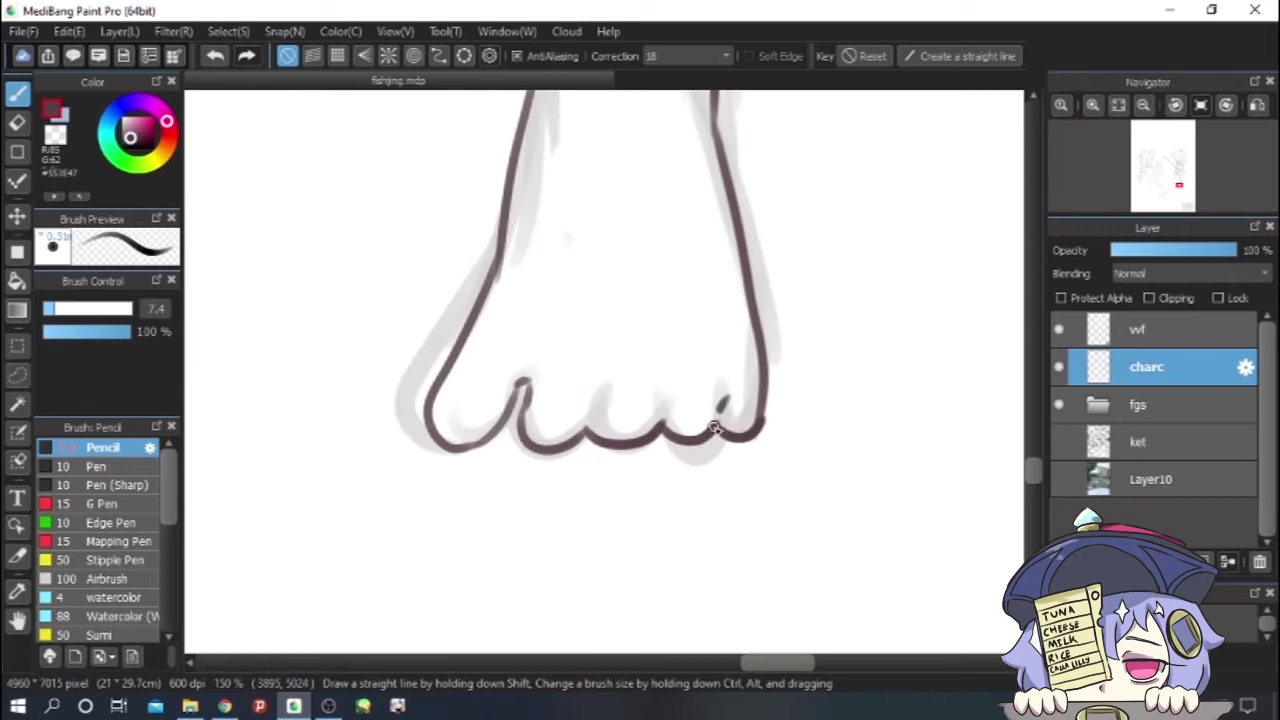 MediBang Paint Pro (64bit)
File(F) Edit(E) Layer(L) Filter(R) Select(S) Snap(N) Color(C) View(V) Tool(T) Window(W) Cloud Help
AntiAliasing Correction 18 Soft Edge Key Reset Create a straight line
fishjing.mdp
Color
R:85
G:62
#553E47
Brush Preview
0.31
Brush Control
7.4
100 %
Brush: Pencil
Pencil
10 Pen
10 Pen (Sharp)
15 G Pen
10 Edge Pen
15 Mapping Pen
50 Stipple Pen
100 Airbrush
4 watercolor
88 Watercolor (W
50 Sumi
Navigator
Layer
Opacity 100 %
Blending Normal
Protect Alpha Clipping Lock
vvf
charc
fgs
ket
Layer10
TUNA
CHEESE
MILK
RICE
CALLA LILLY
4960 * 7015 pixel (21 * 29.7cm) 600 dpi 150 % (3895, 5024) Draw a straight line by holding down Shift, Change a brush size by holding down Ctrl, Alt, and dragging